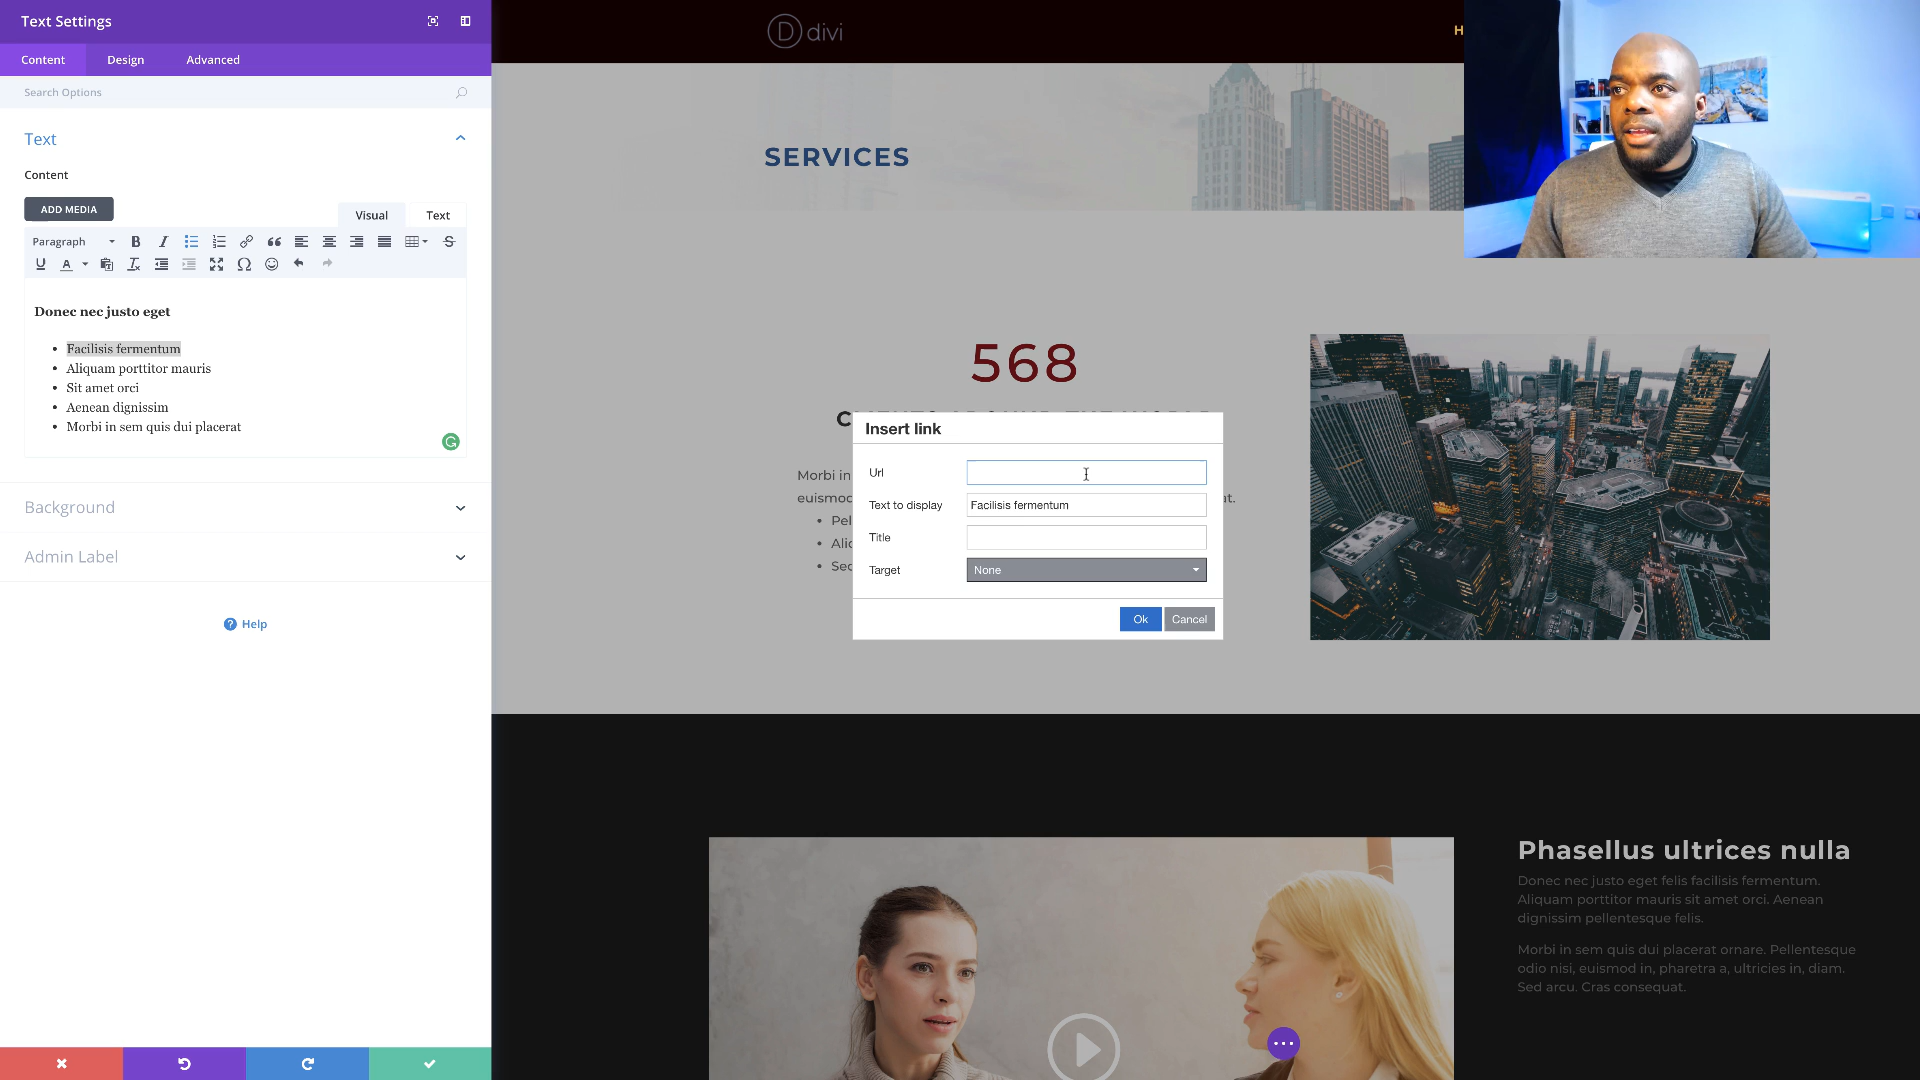 Text Settings
Content Design Advanced
Search Options
Text
Content
ADD MEDIA
Visual Text
Paragraph
Donec nec justo eget
Facilisis fermentum
Aliquam porttitor mauris
Sit amet orci
Aenean dignissim
Morbi in sem quis dui placerat
Background
Admin Label
Help
divi
H
SERVICES
568
Morbi in
euismod
at.
Pel
Alic
Sec
Insert link
Url
Text to display Facilisis fermentum
Title
Target None
Ok Cancel
Phasellus ultrices nulla
Donec nec justo eget felis facilisis fermentum.
Aliquam porttitor mauris sit amet orci. Aenean
dignissim pellentesque felis.
Morbi in sem quis dui placerat ornare. Pellentesque
odio nisi, euismod in, pharetra a, ultricies in, diam.
Sed arcu. Cras consequat.